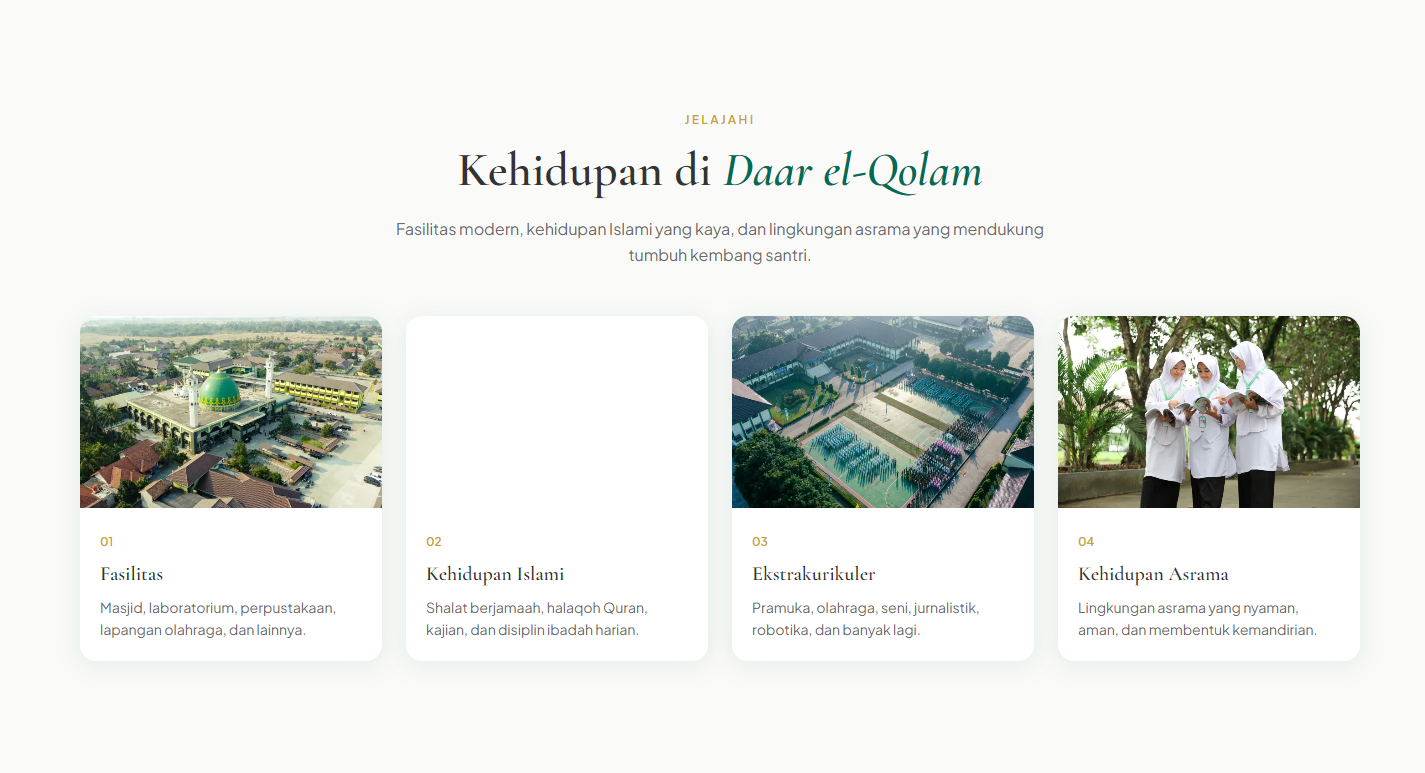 JELAJAHI
Kehidupan di Daar el-Qolam
Fasilitas modern, kehidupan Islami yang kaya, dan lingkungan asrama yang mendukung
tumbuh kembang santri.
01
Fasilitas
Masjid, laboratorium, perpustakaan,
lapangan olahraga, dan lainnya.
02
Kehidupan Islami
Shalat berjamaah, halaqoh Quran,
kajian, dan disiplin ibadah harian.
03
Ekstrakurikuler
Pramuka, olahraga, seni, jurnalistik,
robotika, dan banyak lagi.
04
Kehidupan Asrama
Lingkungan asrama yang nyaman,
aman, dan membentuk kemandirian.